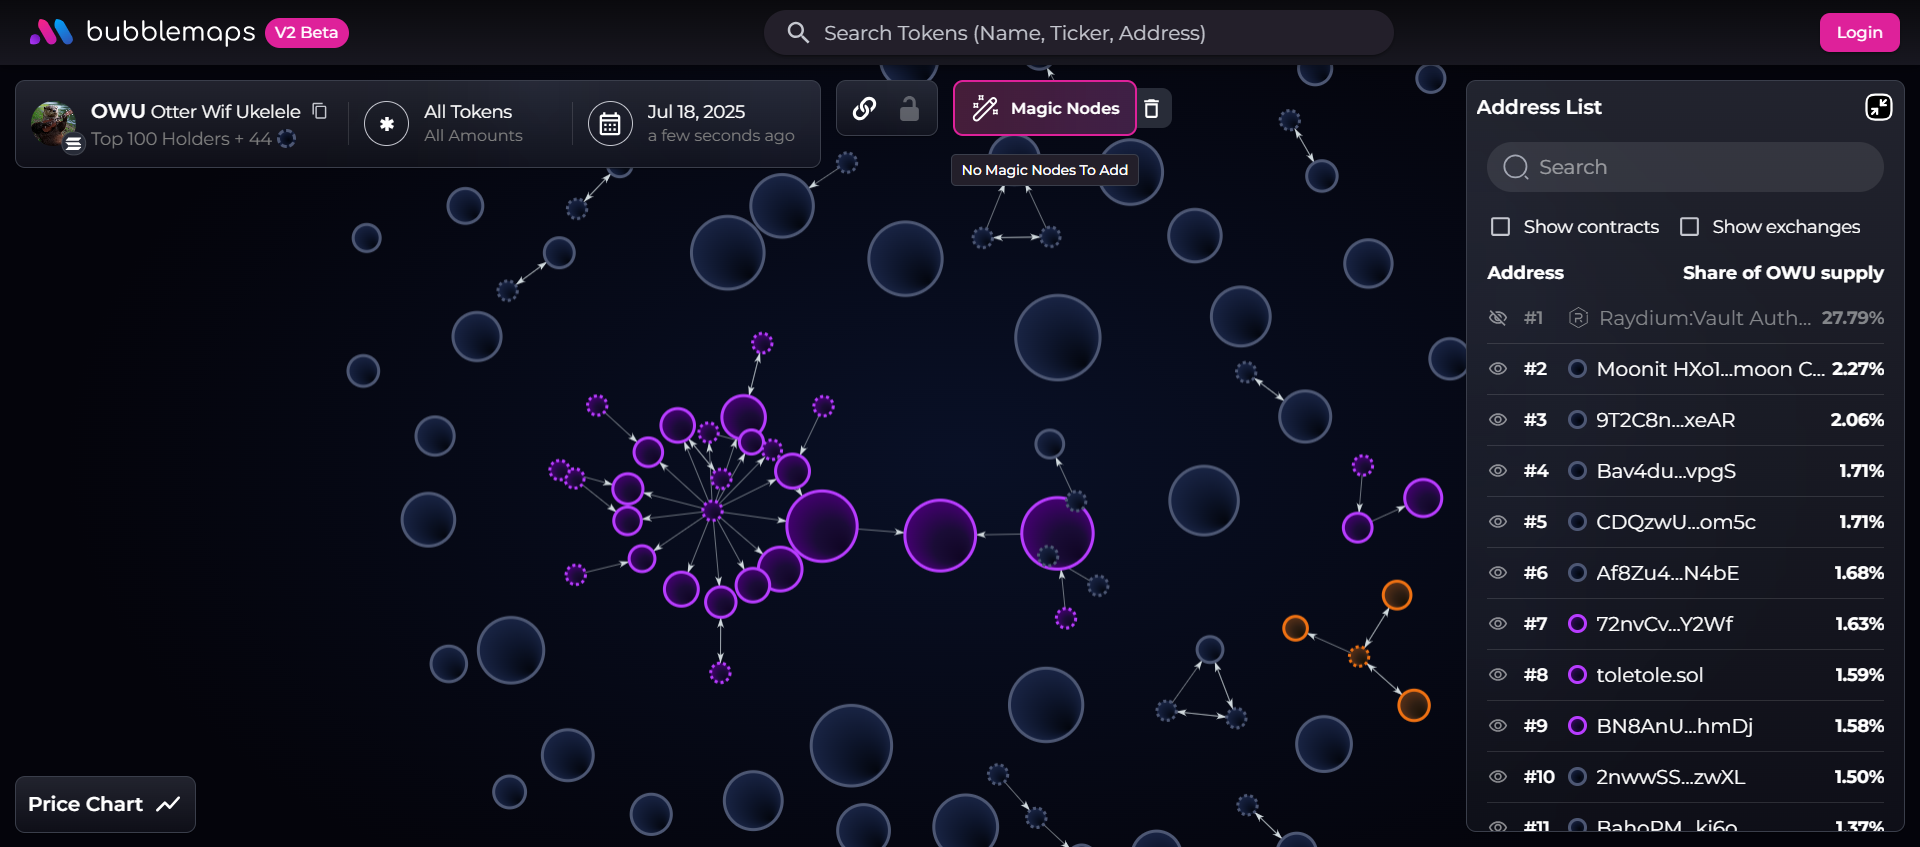 bubblemaps V2 Beta
Search Tokens (Name, Ticker, Address)
Login
OWU Otter Wif Ukelele
Top 100 Holders + 44
All Tokens
All Amounts
Jul 18, 2025
a few seconds ago
Magic Nodes
No Magic Nodes To Add
Address List
Search
Show contracts Show exchanges
Address Share of OWU supply
#1 Raydium:Vault Auth... 27.79%
#2 Moonit HXo1...moon C... 2.27%
#3 9T2C8n...xeAR 2.06%
#4 Bav4du...vpgS 1.71%
#5 CDQzwU...om5c 1.71%
#6 Af8Zu4...N4bE 1.68%
#7 72nvCv...Y2Wf 1.63%
#8 toletole.sol 1.59%
#9 BN8AnU...hmDj 1.58%
#10 2nwwSS...zwXL 1.50%
#11 1.37%
Price Chart